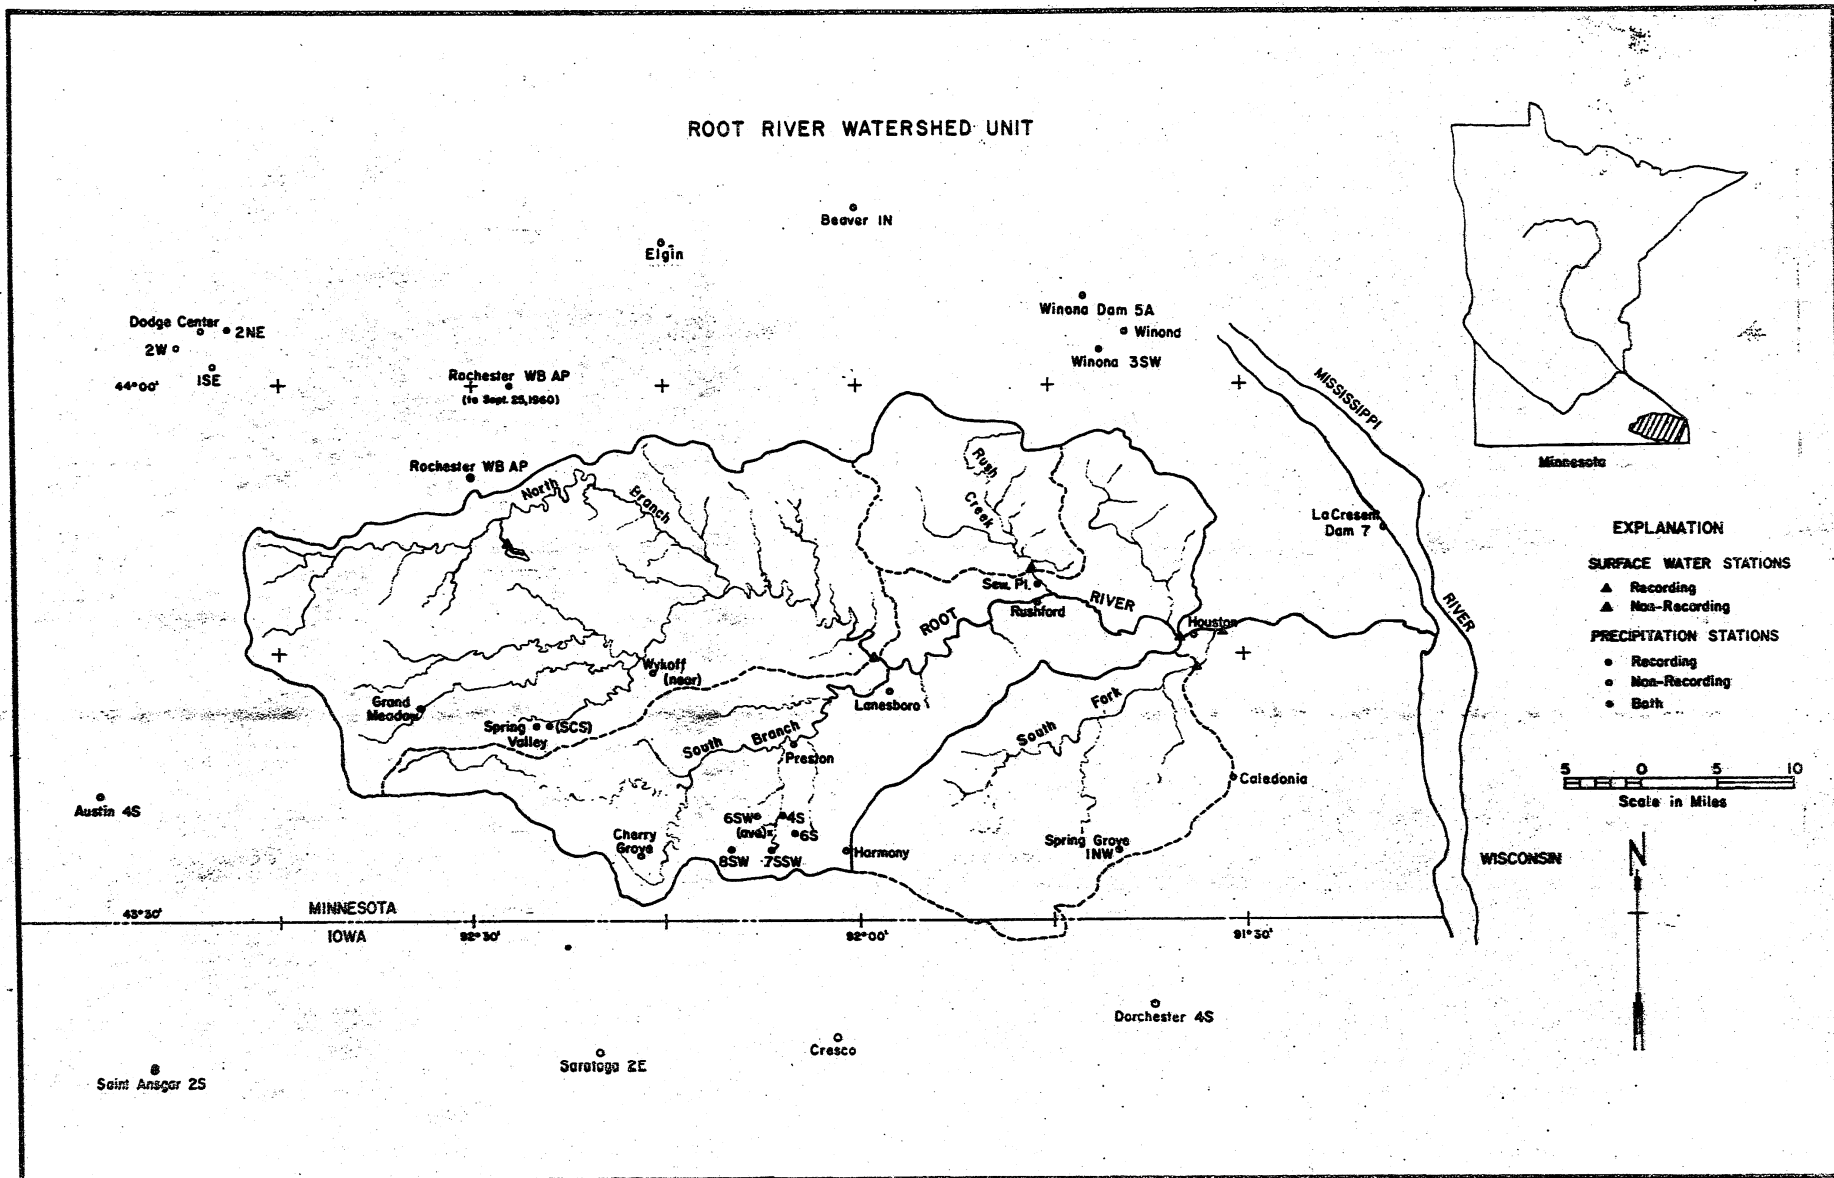 ROOT RIVER WATERSHED UNIT
Beaver 1N
Elgin
Winona Dam 5A
Winona
Winona 3SW
Dodge Center
2NE
2W
1SE
44°00'
Rochester WB AP
(to Sept. 25, 1960)
Rochester WB AP
North
Branch
Rush
Creek
MISSISSIPPI
RIVER
La Crescent
Dam 7
Minnesota
EXPLANATION
SURFACE WATER STATIONS
Recording
Non-Recording
PRECIPITATION STATIONS
Recording
Non-Recording
Both
5 0 5 10
Scale in Miles
N
WISCONSIN
Sew. Pl.
Rushford
ROOT
RIVER
Houston
Wykoff
(near)
Grand
Meadow
Lanesboro
Spring
Valley
(SCS)
South
Branch
Preston
South
Fork
Caledonia
Austin 4S
6SW
(ave)
4S
6S
8SW
7SSW
Cherry
Grove
Harmony
Spring Grove
1NW
43°30'
MINNESOTA
IOWA
92°30'
92°00'
91°30'
Dorchester 4S
Cresco
Saratoga 2E
Saint Ansgar 2S